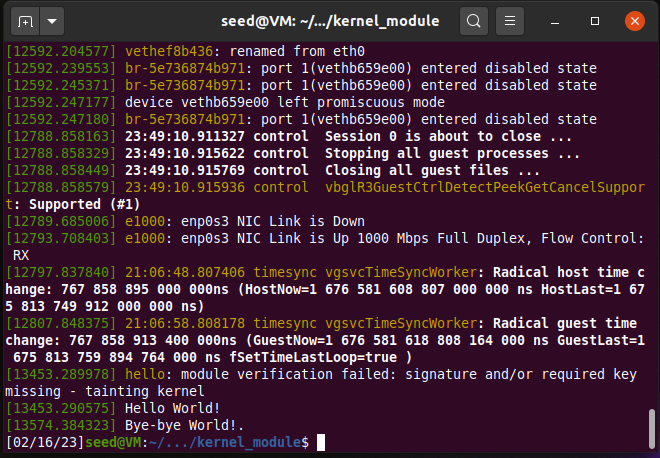 seed@VM: ~/.../kernel_module
[12592.204577] vethef8b436: renamed from eth0
[12592.239553] br-5e736874b971: port 1(vethb659e00) entered disabled state
[12592.245371] br-5e736874b971: port 1(vethb659e00) entered disabled state
[12592.247177] device vethb659e00 left promiscuous mode
[12592.247180] br-5e736874b971: port 1(vethb659e00) entered disabled state
[12788.858163] 23:49:10.911327 control  Session 0 is about to close ...
[12788.858329] 23:49:10.915622 control  Stopping all guest processes ...
[12788.858449] 23:49:10.915769 control  Closing all guest files ...
[12788.858579] 23:49:10.915936 control  vbglR3GuestCtrlDetectPeekGetCancelSuppor
t: Supported (#1)
[12789.685006] e1000: enp0s3 NIC Link is Down
[12793.708403] e1000: enp0s3 NIC Link is Up 1000 Mbps Full Duplex, Flow Control:
 RX
[12797.837840] 21:06:48.807406 timesync vgsvcTimeSyncWorker: Radical host time c
hange: 767 858 895 000 000ns (HostNow=1 676 581 608 807 000 000 ns HostLast=1 67
5 813 749 912 000 000 ns)
[12807.848375] 21:06:58.808178 timesync vgsvcTimeSyncWorker: Radical guest time
change: 767 858 913 400 000ns (GuestNow=1 676 581 618 808 164 000 ns GuestLast=1
 675 813 759 894 764 000 ns fSetTimeLastLoop=true )
[13453.289978] hello: module verification failed: signature and/or required key
missing - tainting kernel
[13453.290575] Hello World!
[13574.384323] Bye-bye World!.
[02/16/23]seed@VM:~/.../kernel_module$